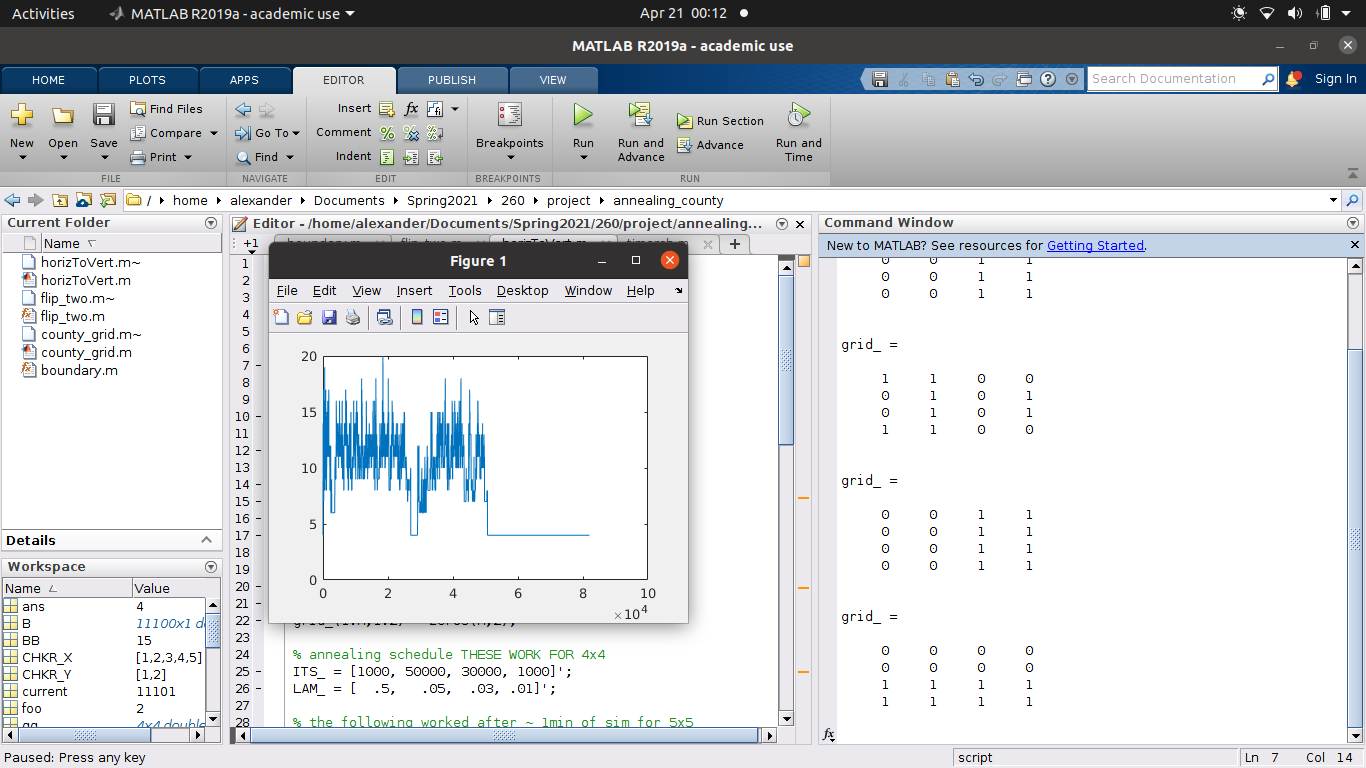 Activities MATLAB R2019a - academic use Apr 21 00:12
MATLAB R2019a - academic use
HOME PLOTS APPS EDITOR PUBLISH VIEW Search Documentation Sign In
New Open Save Find Files Compare Print
Go To Find
Insert fx
Comment
Indent
Breakpoints
Run Run and Advance Run Section Advance Run and Time
FILE NAVIGATE EDIT BREAKPOINTS RUN
/ home alexander Documents Spring2021 260 project annealing_county
Current Folder
Name
horizToVert.m~
horizToVert.m
flip_two.m~
flip_two.m
county_grid.m~
county_grid.m
boundary.m
Details
Workspace
Name Value
ans 4
B 11100x1 d
BB 15
CHKR_X [1,2,3,4,5]
CHKR_Y [1,2]
current 11101
foo 2
4x4 double
Editor - /home/alexander/Documents/Spring2021/260/project/annealing...
+1
1
2
3
4
5
6
7
8
9
10
11
12
13
14
15
16
17
18
19
20
21
22
23
24 % annealing schedule THESE WORK FOR 4x4
25 ITS_ = [1000, 50000, 30000, 1000]';
26 LAM_ = [ .5, .05, .03, .01]';
27
28 % the following worked after ~ 1min of sim for 5x5
Figure 1
File Edit View Insert Tools Desktop Window Help
20
15
10
5
0
0 2 4 6 8 10
×10^4
Command Window
New to MATLAB? See resources for Getting Started.
0 0 1 1
0 0 1 1
0 0 1 1
grid_ =
1 1 0 0
0 1 0 1
0 1 0 1
1 1 0 0
grid_ =
0 0 1 1
0 0 1 1
0 0 1 1
0 0 1 1
grid_ =
0 0 0 0
0 0 0 0
1 1 1 1
1 1 1 1
fx
Paused: Press any key script Ln 7 Col 14